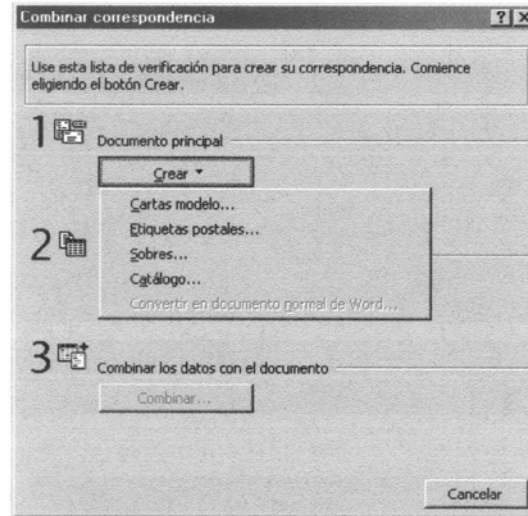 Combinar correspondencia
Use esta lista de verificación para crear su correspondencia. Comience
eligiendo el botón Crear.
1
Documento principal
Crear
Cartas modelo...
Etiquetas postales...
2
Sobres...
Catálogo...
Convertir en documento normal de Word...
3
Combinar los datos con el documento
Combinar...
Cancelar